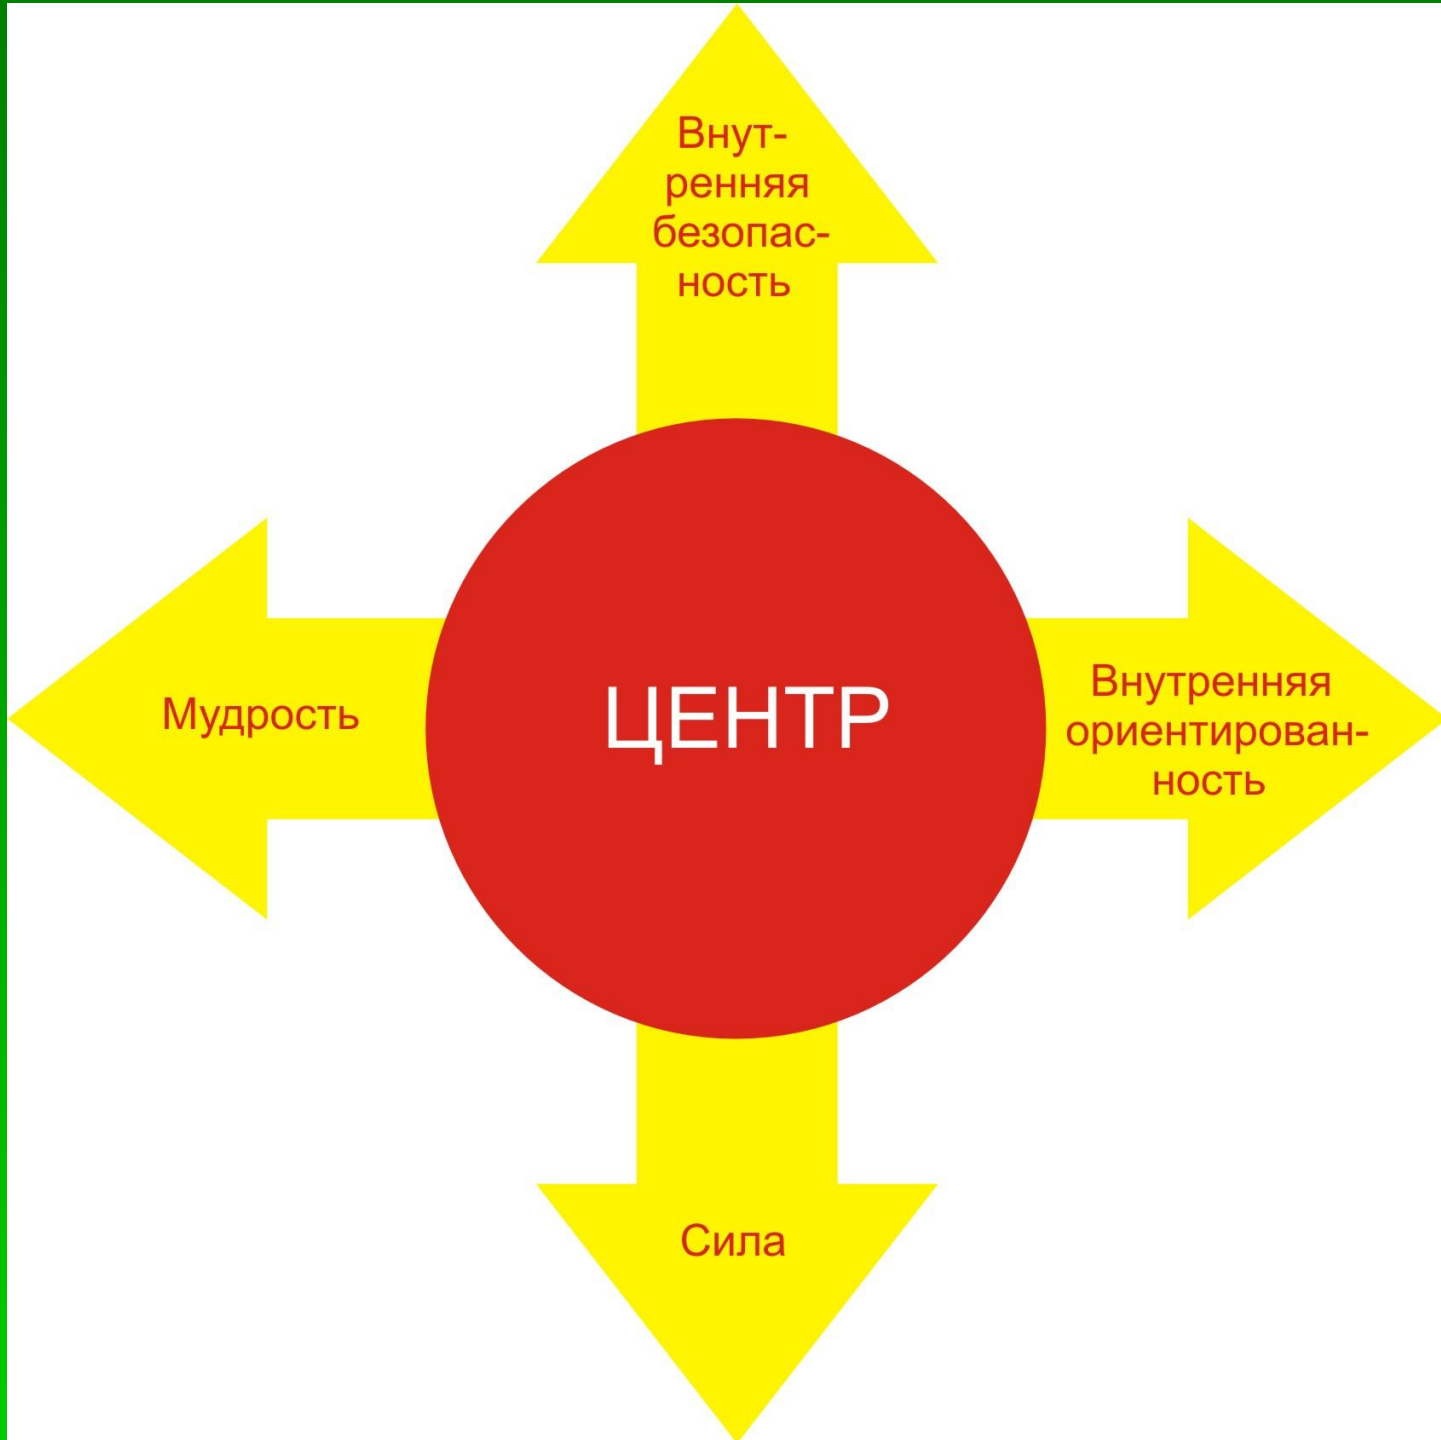 Внут-
ренняя
безопас-
ность
Мудрость
ЦЕНТР
Внутренняя
ориентирован-
ность
Сила